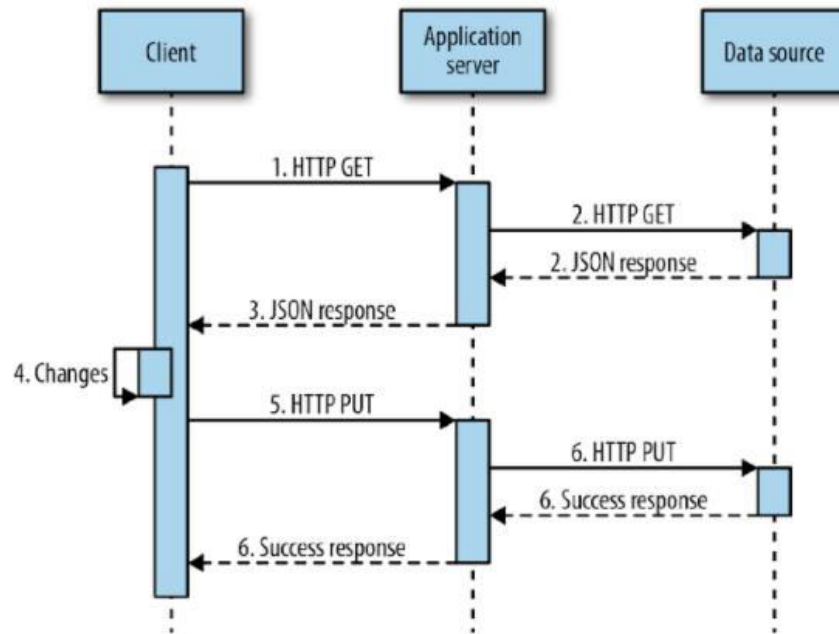 Client
Application
server
Data source
1. HTTP GET
2. HTTP GET
2. JSON response
3. JSON response
4. Changes
5. HTTP PUT
6. HTTP PUT
6. Success response
6. Success response